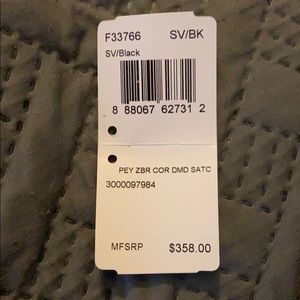 F33766 SV/BK
SV/Black
8 88067 62731 2
PEY ZBR COR DMD SATC
3000097984
MFSRP $358.00